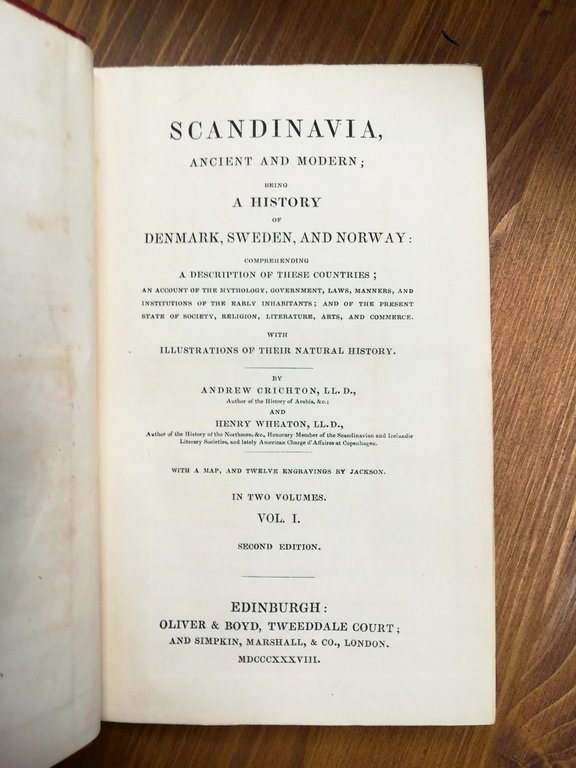 SCANDINAVIA,
ANCIENT AND MODERN;
BEING
A HISTORY
OF
DENMARK, SWEDEN, AND NORWAY:
COMPREHENDING
A DESCRIPTION OF THESE COUNTRIES;
AN ACCOUNT OF THE MYTHOLOGY, GOVERNMENT, LAWS, MANNERS, AND
INSTITUTIONS OF THE EARLY INHABITANTS; AND OF THE PRESENT
STATE OF SOCIETY, RELIGION, LITERATURE, ARTS, AND COMMERCE.
WITH
ILLUSTRATIONS OF THEIR NATURAL HISTORY.
BY
ANDREW CRICHTON, LL. D.,
Author of the History of Arabia, &c.;
AND
HENRY WHEATON, LL.D.,
Author of the History of the Northmen, &c., Honorary Member of the Scandinavian and Icelandic
Literary Societies, and lately American Chargé d'Affaires at Copenhagen.
WITH A MAP, AND TWELVE ENGRAVINGS BY JACKSON.
IN TWO VOLUMES.
VOL. I.
SECOND EDITION.
EDINBURGH:
OLIVER & BOYD, TWEEDDALE COURT;
AND SIMPKIN, MARSHALL, & CO., LONDON.
MDCCCXXXVIII.